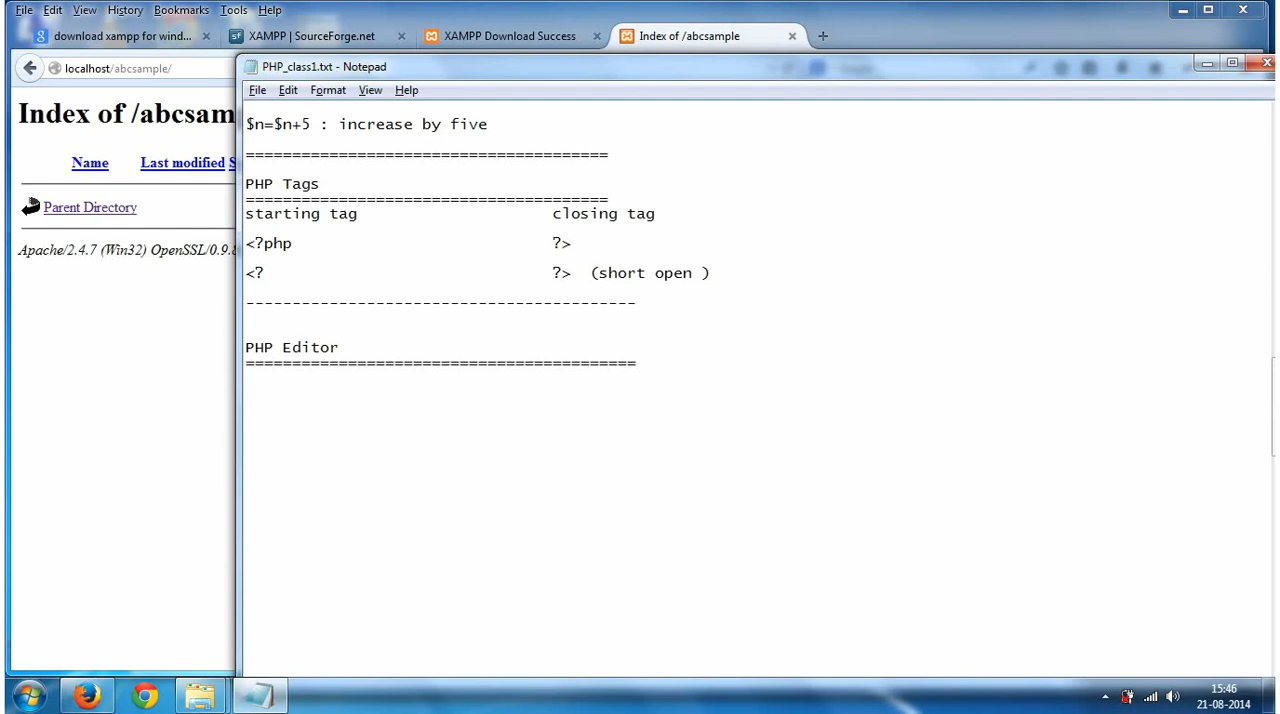 File Edit View History Bookmarks Tools Help
download xampp for wind... XAMPP | SourceForge.net XAMPP Download Success Index of /abcsample
localhost/abcsample/
PHP_class1.txt - Notepad
File Edit Format View Help
Index of /abcsam
Name Last modified S
Parent Directory
Apache/2.4.7 (Win32) OpenSSL/0.9.8
$n=$n+5 : increase by five
=======================================
PHP Tags
=======================================
starting tag closing tag
<?php ?>
<? ?> (short open )
------------------------------------------
PHP Editor
==========================================
15:46
21-08-2014